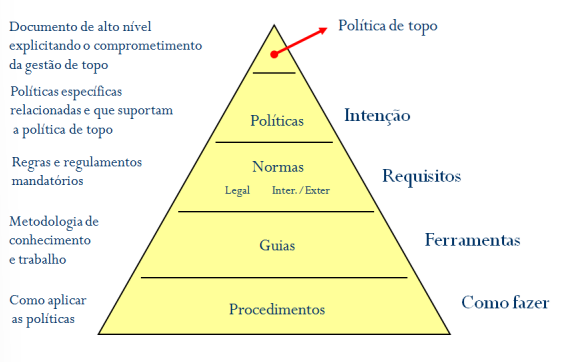 Documento de alto nível
explicitando o comprometimento
da gestão de topo
Política de topo
Políticas específicas
relacionadas e que suportam
a política de topo
Políticas
Intenção
Regras e regulamentos
mandatórios
Normas
Legal Inter./Exter
Requisitos
Metodologia de
conhecimento
e trabalho
Guias
Ferramentas
Como aplicar
as políticas
Procedimentos
Como fazer